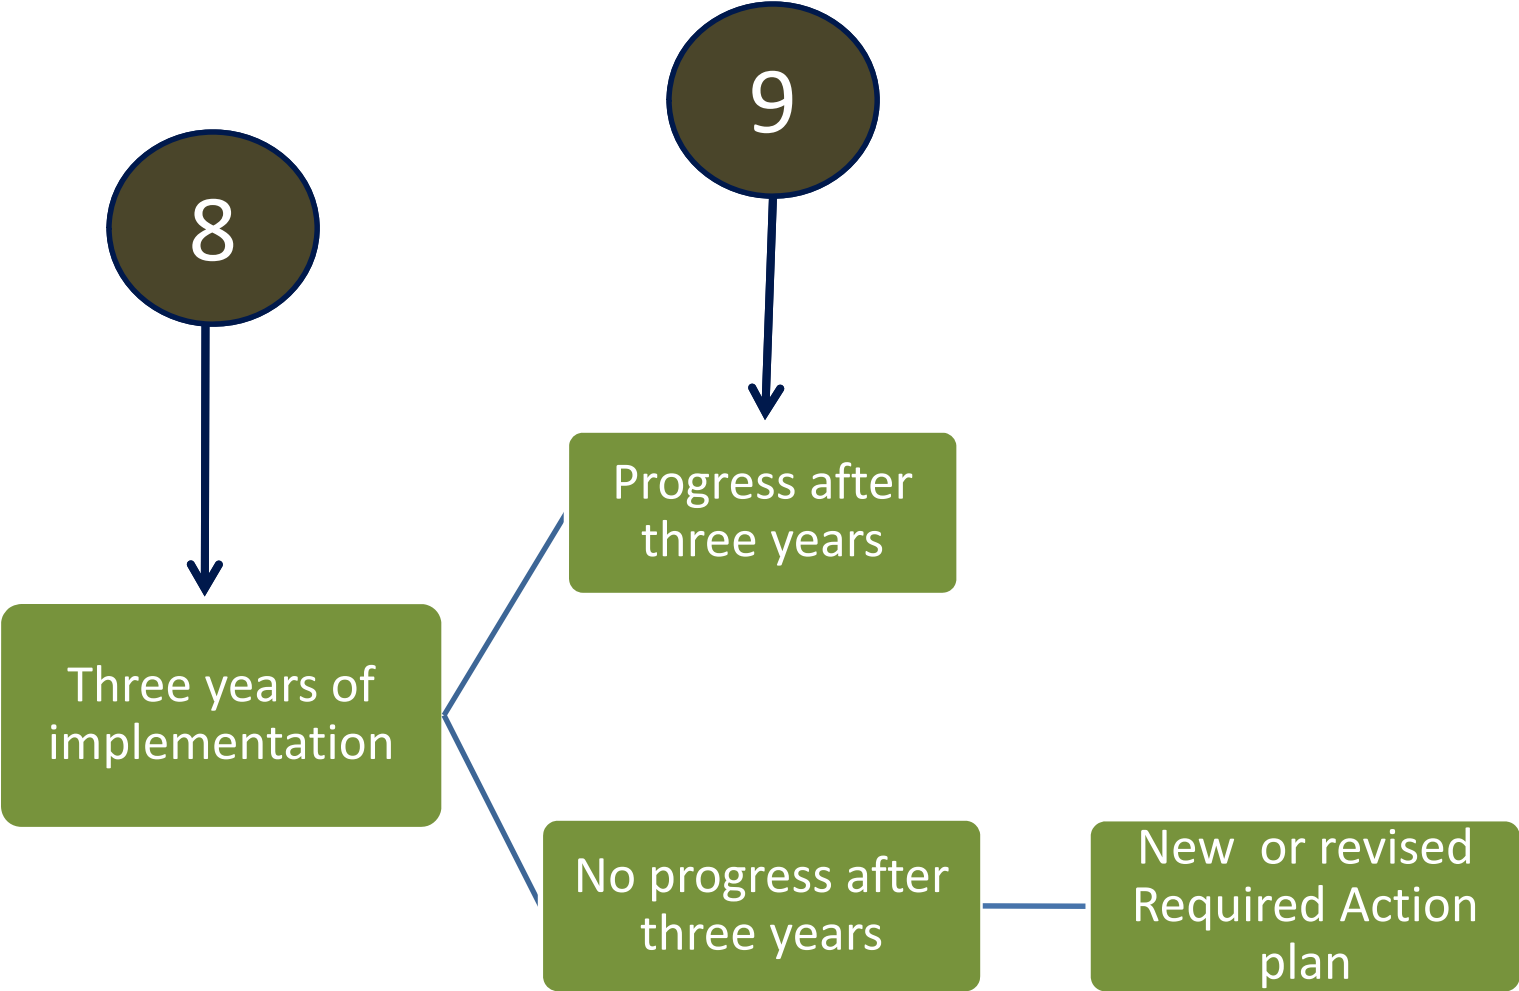 8
9
Three years of
implementation
Progress after
three years
No progress after
three years
New  or revised
Required Action
plan